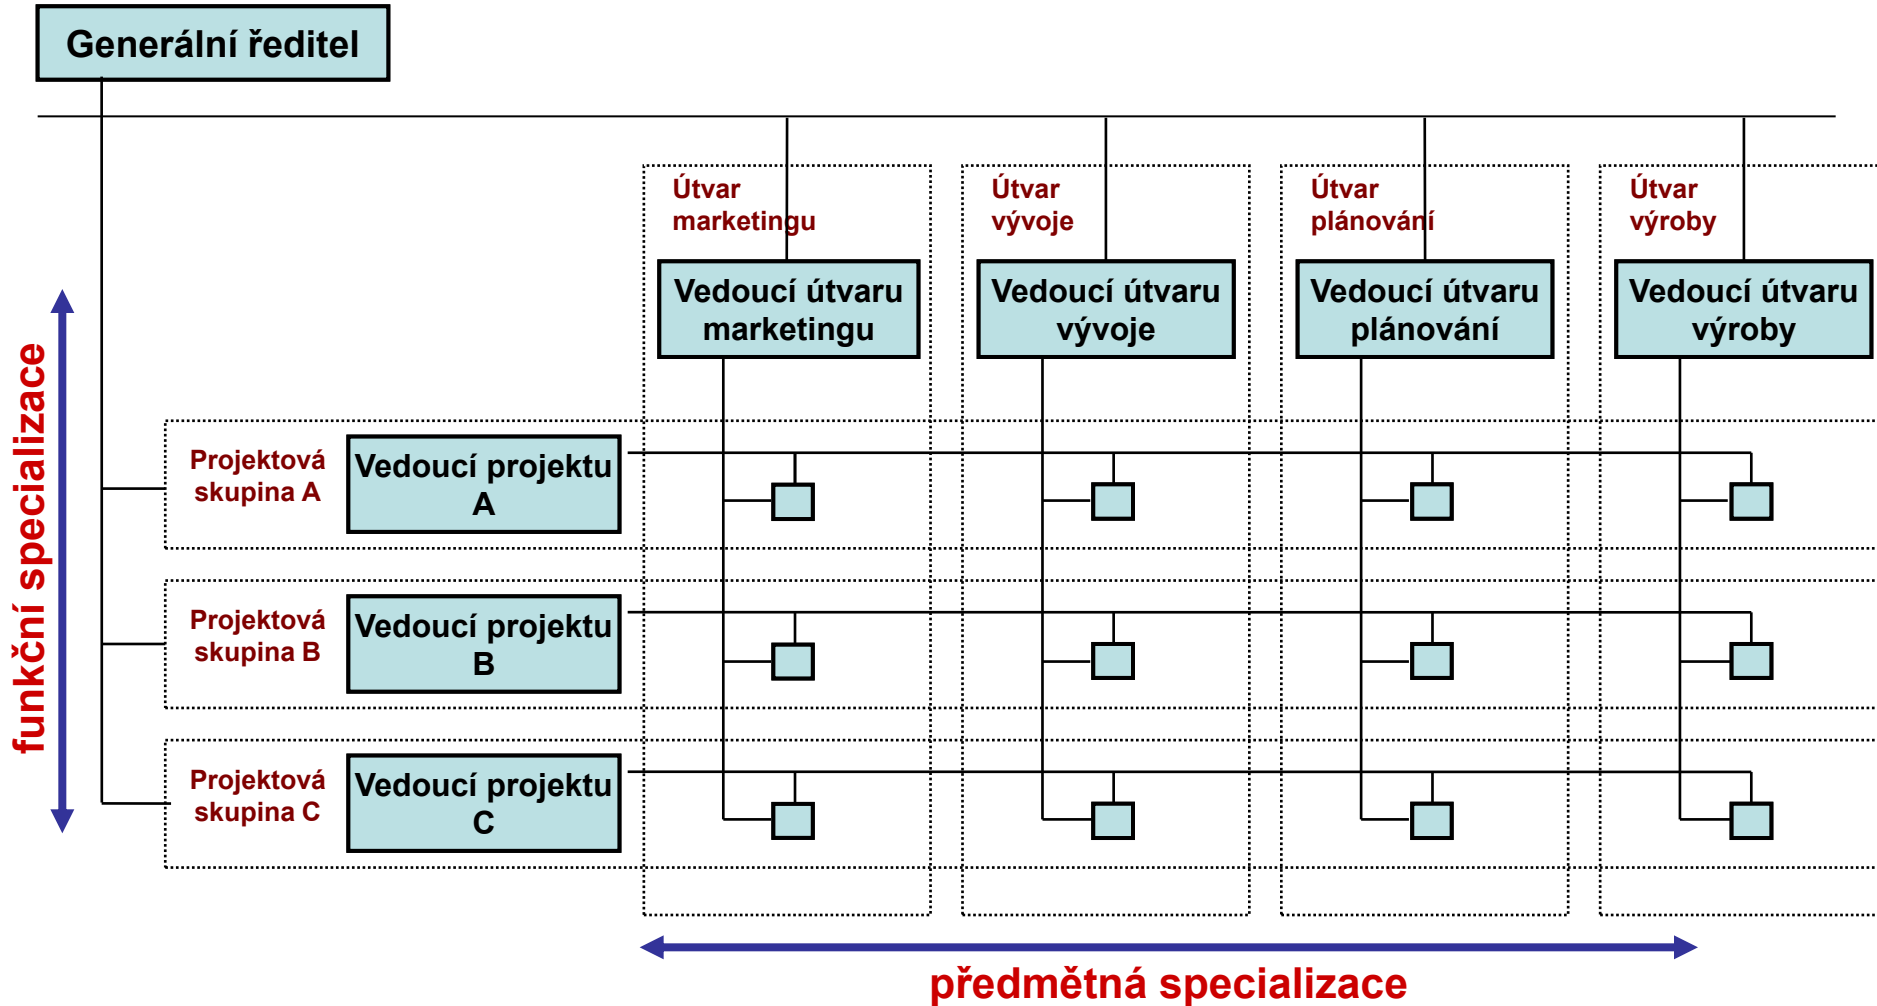 Generální ředitel
Útvar
marketingu
Útvar
vývoje
Útvar
plánování
Útvar
výroby
Vedoucí útvaru
marketingu
Vedoucí útvaru
vývoje
Vedoucí útvaru
plánování
Vedoucí útvaru
výroby
funkční specializace
Projektová
skupina A
Vedoucí projektu
A
Projektová
skupina B
Vedoucí projektu
B
Projektová
skupina C
Vedoucí projektu
C
předmětná specializace